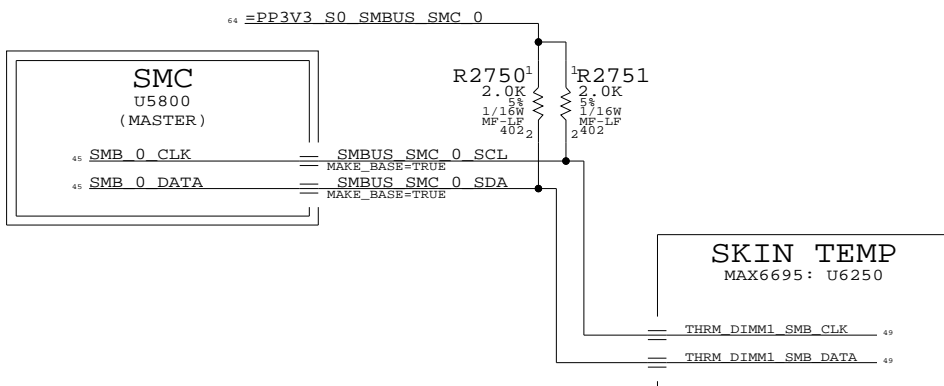 64 =PP3V3_S0_SMBUS_SMC_0
SMC
U5800
(MASTER)
R2750
1
2.0K
5%
1/16W
MF-LF
402
2
1
R2751
2.0K
5%
1/16W
MF-LF
402
2
45 SMB_0_CLK
SMBUS_SMC_0_SCL
MAKE_BASE=TRUE
45 SMB_0_DATA
SMBUS_SMC_0_SDA
MAKE_BASE=TRUE
SKIN TEMP
MAX6695: U6250
THRM_DIMM1_SMB_CLK 49
THRM_DIMM1_SMB_DATA 49